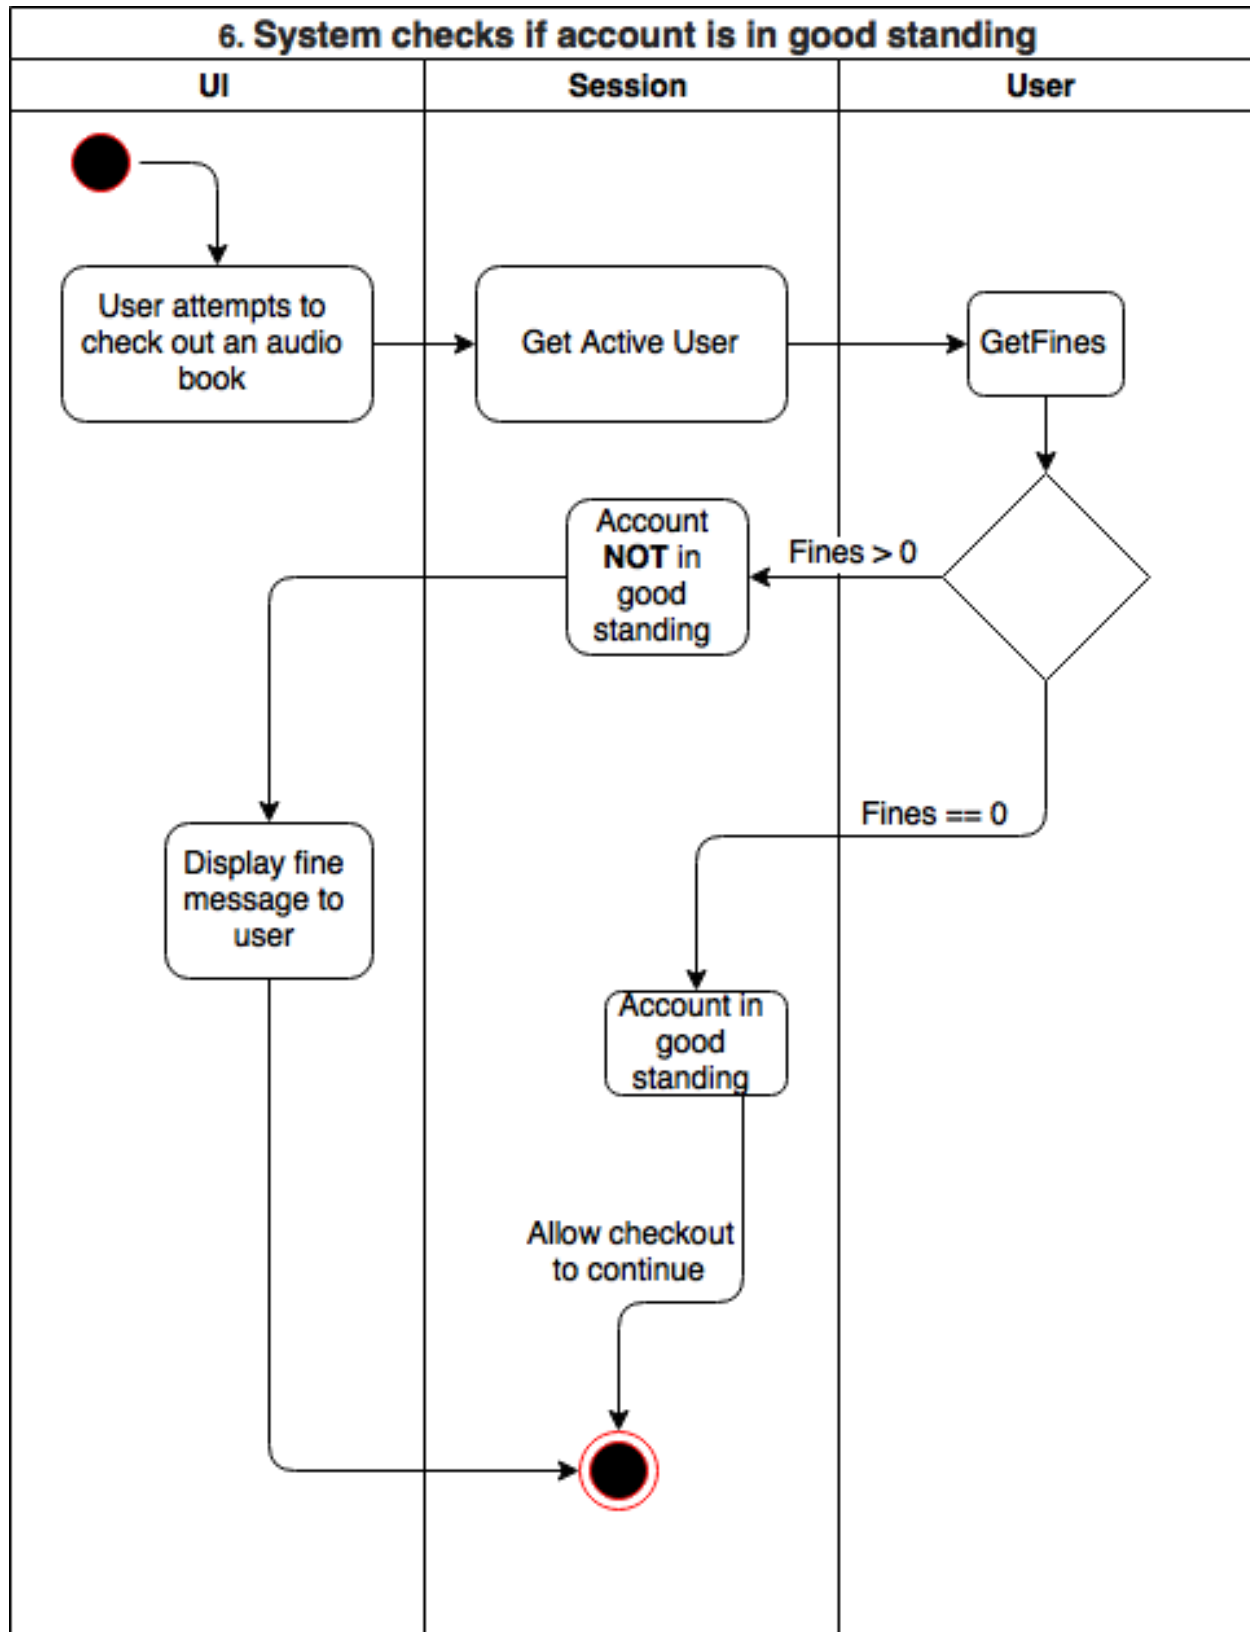 6. System checks if account is in good standing
UI
Session
User
User attempts to
check out an audio
book
Get Active User
GetFines
Account
NOT in
good
standing
Fines > 0
Fines == 0
Display fine
message to
user
Account in
good
standing
Allow checkout
to continue